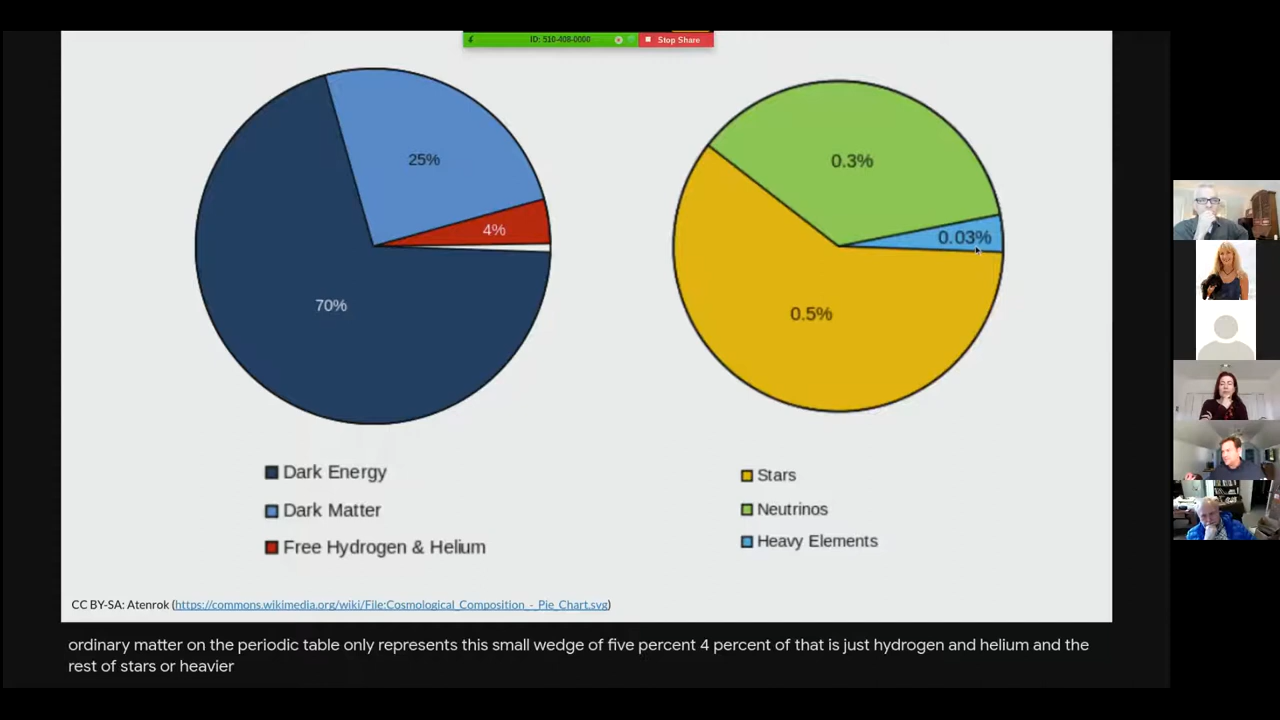 ID: 510-408-0000
Stop Share
25%
4%
70%
0.3%
0.03%
0.5%
Dark Energy
Dark Matter
Free Hydrogen & Helium
Stars
Neutrinos
Heavy Elements
CC BY-SA: Atenrok (https://commons.wikimedia.org/wiki/File:Cosmological_Composition_-_Pie_Chart.svg)
ordinary matter on the periodic table only represents this small wedge of five percent 4 percent of that is just hydrogen and helium and the
rest of stars or heavier